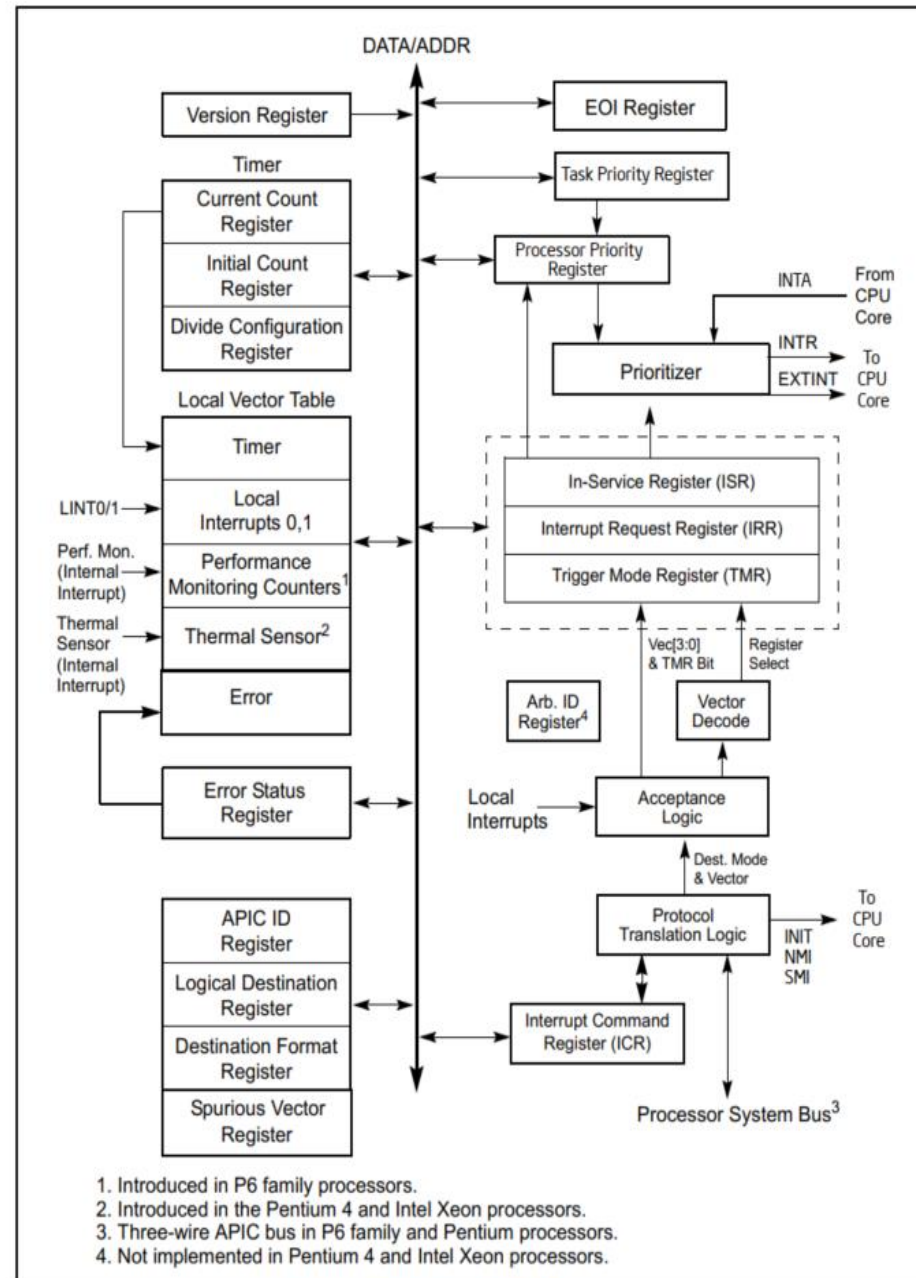 DATA/ADDR
Version Register
EOI Register
Timer
Task Priority Register
Current Count
Register
Initial Count
Register
Divide Configuration
Register
Processor Priority
Register
INTA
From
CPU
Core
Prioritizer
INTR
EXTINT
To
CPU
Core
Local Vector Table
Timer
Local
Interrupts 0,1
Performance
Monitoring Counters1
Thermal Sensor2
Error
LINT0/1
Perf. Mon.
(Internal
Interrupt)
Thermal
Sensor
(Internal
Interrupt)
In-Service Register (ISR)
Interrupt Request Register (IRR)
Trigger Mode Register (TMR)
Vec[3:0]
& TMR Bit
Register
Select
Arb. ID
Register4
Vector
Decode
Error Status
Register
Local
Interrupts
Acceptance
Logic
Dest. Mode
& Vector
APIC ID
Register
Logical Destination
Register
Destination Format
Register
Spurious Vector
Register
Protocol
Translation Logic
INIT
NMI
SMI
To
CPU
Core
Interrupt Command
Register (ICR)
Processor System Bus3
1. Introduced in P6 family processors.
2. Introduced in the Pentium 4 and Intel Xeon processors.
3. Three-wire APIC bus in P6 family and Pentium processors.
4. Not implemented in Pentium 4 and Intel Xeon processors.